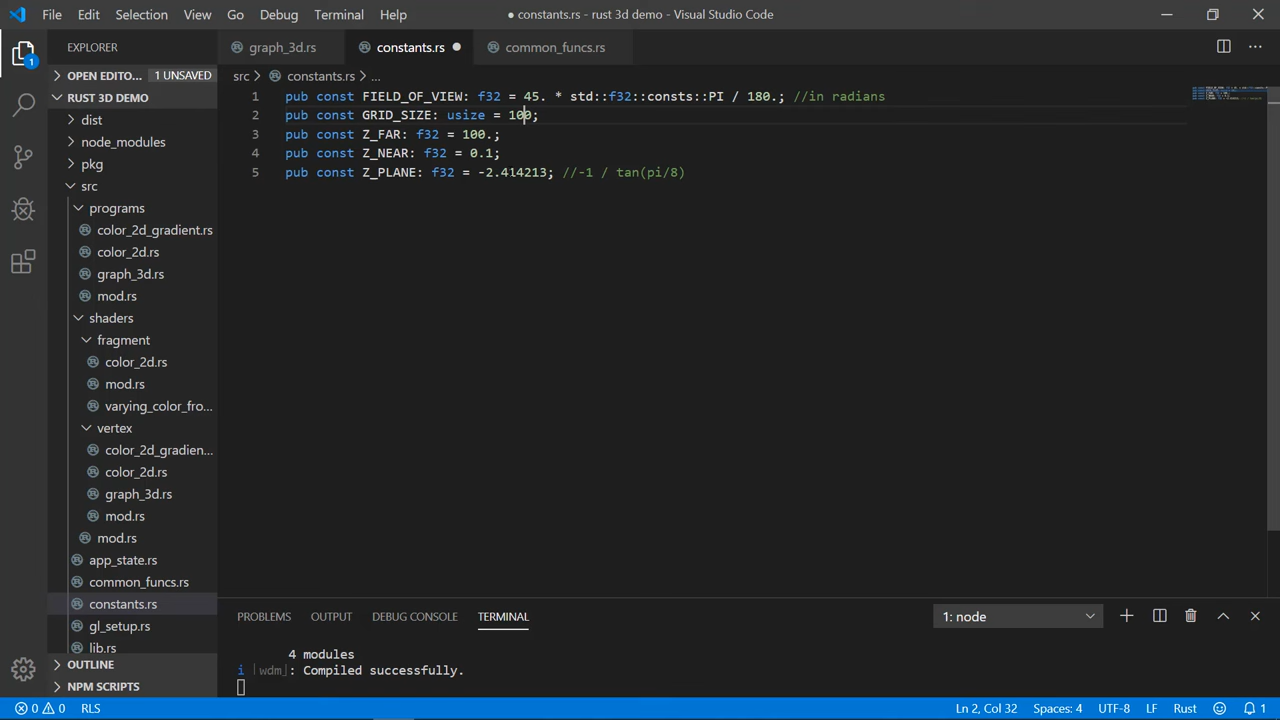 File Edit Selection View Go Debug Terminal Help
● constants.rs - rust 3d demo - Visual Studio Code
EXPLORER
graph_3d.rs
constants.rs
common_funcs.rs
OPEN EDITO... 1 UNSAVED
RUST 3D DEMO
dist
node_modules
pkg
src
programs
color_2d_gradient.rs
color_2d.rs
graph_3d.rs
mod.rs
shaders
fragment
color_2d.rs
mod.rs
varying_color_fro...
vertex
color_2d_gradien...
color_2d.rs
graph_3d.rs
mod.rs
mod.rs
app_state.rs
common_funcs.rs
constants.rs
gl_setup.rs
lib.rs
OUTLINE
NPM SCRIPTS
src > constants.rs > ...
1 pub const FIELD_OF_VIEW: f32 = 45. * std::f32::consts::PI / 180.; //in radians
2 pub const GRID_SIZE: usize = 100;
3 pub const Z_FAR: f32 = 100.;
4 pub const Z_NEAR: f32 = 0.1;
5 pub const Z_PLANE: f32 = -2.414213; //-1 / tan(pi/8)
PROBLEMS OUTPUT DEBUG CONSOLE TERMINAL
1: node
4 modules
i ｢wdm｣: Compiled successfully.
1
0 0 RLS
Ln 2, Col 32 Spaces: 4 UTF-8 LF Rust 1